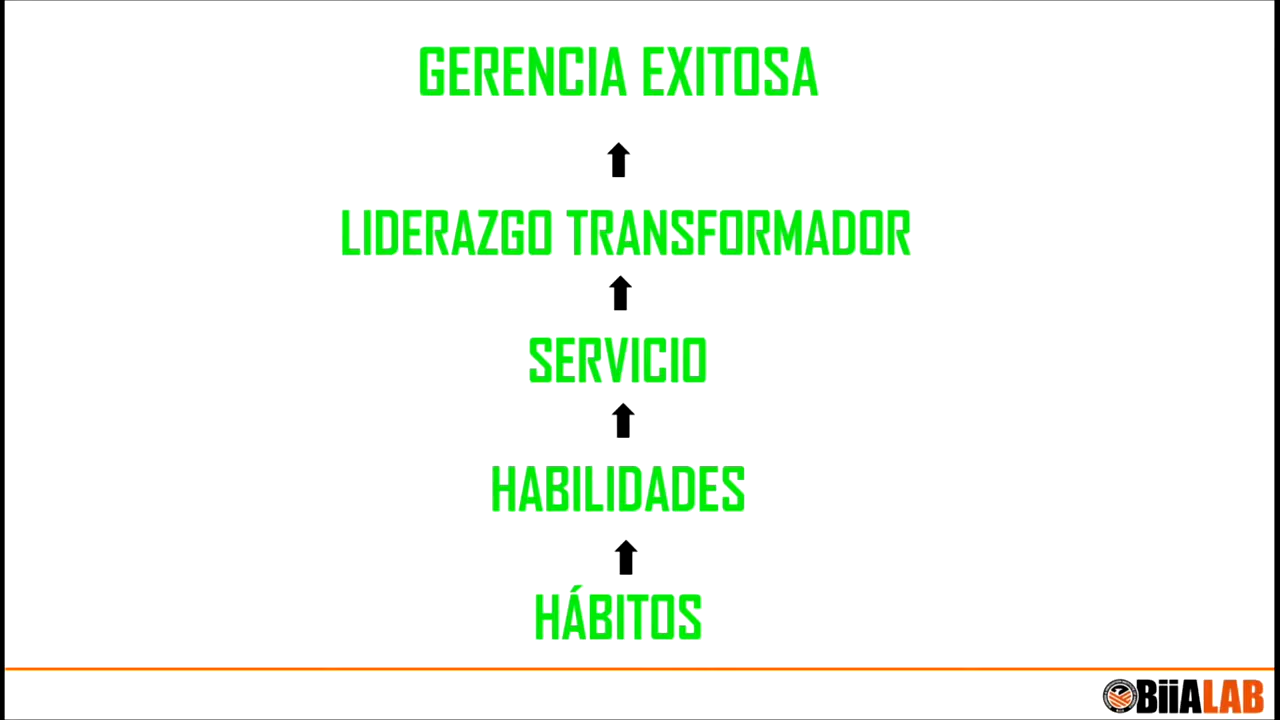 GERENCIA EXITOSA
LIDERAZGO TRANSFORMADOR
SERVICIO
HABILIDADES
HÁBITOS
BiiALAB